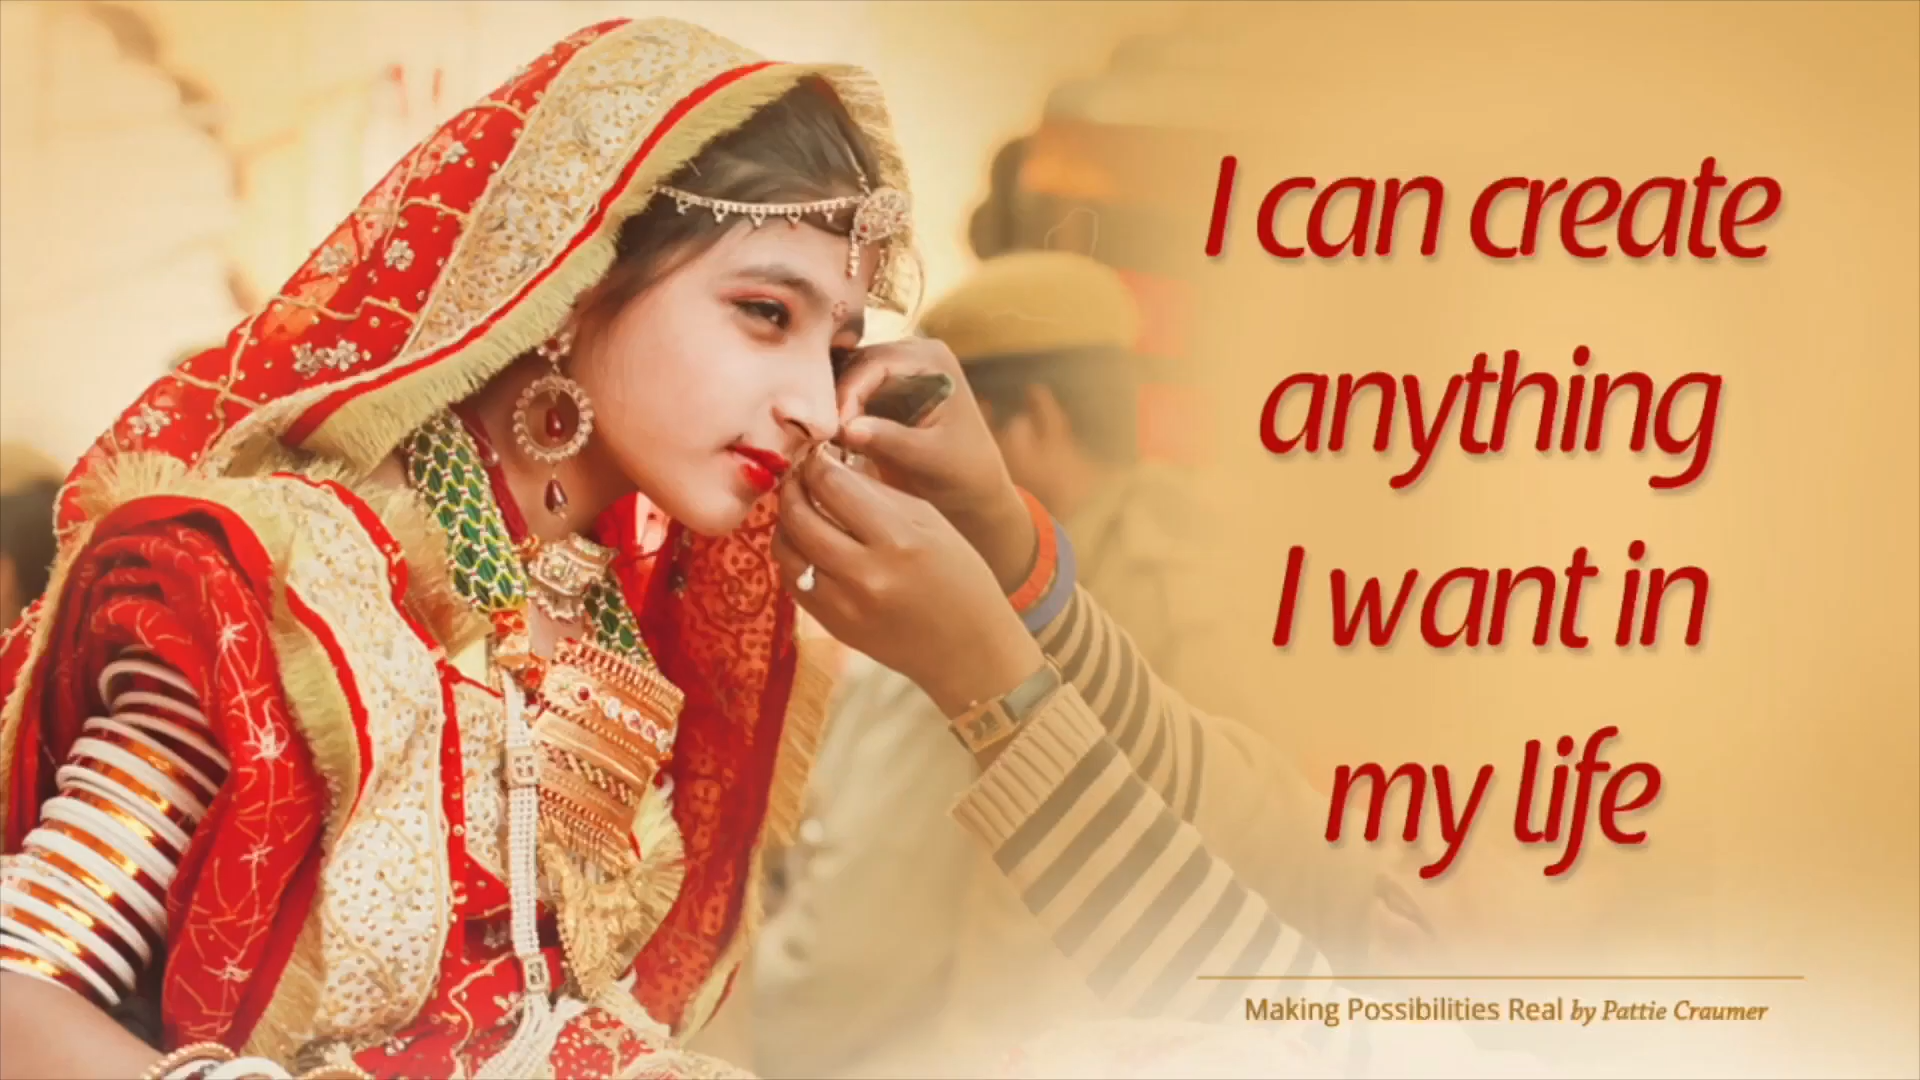 I can create
anything
I want in
my life
Making Possibilities Real by Pattie Craumer